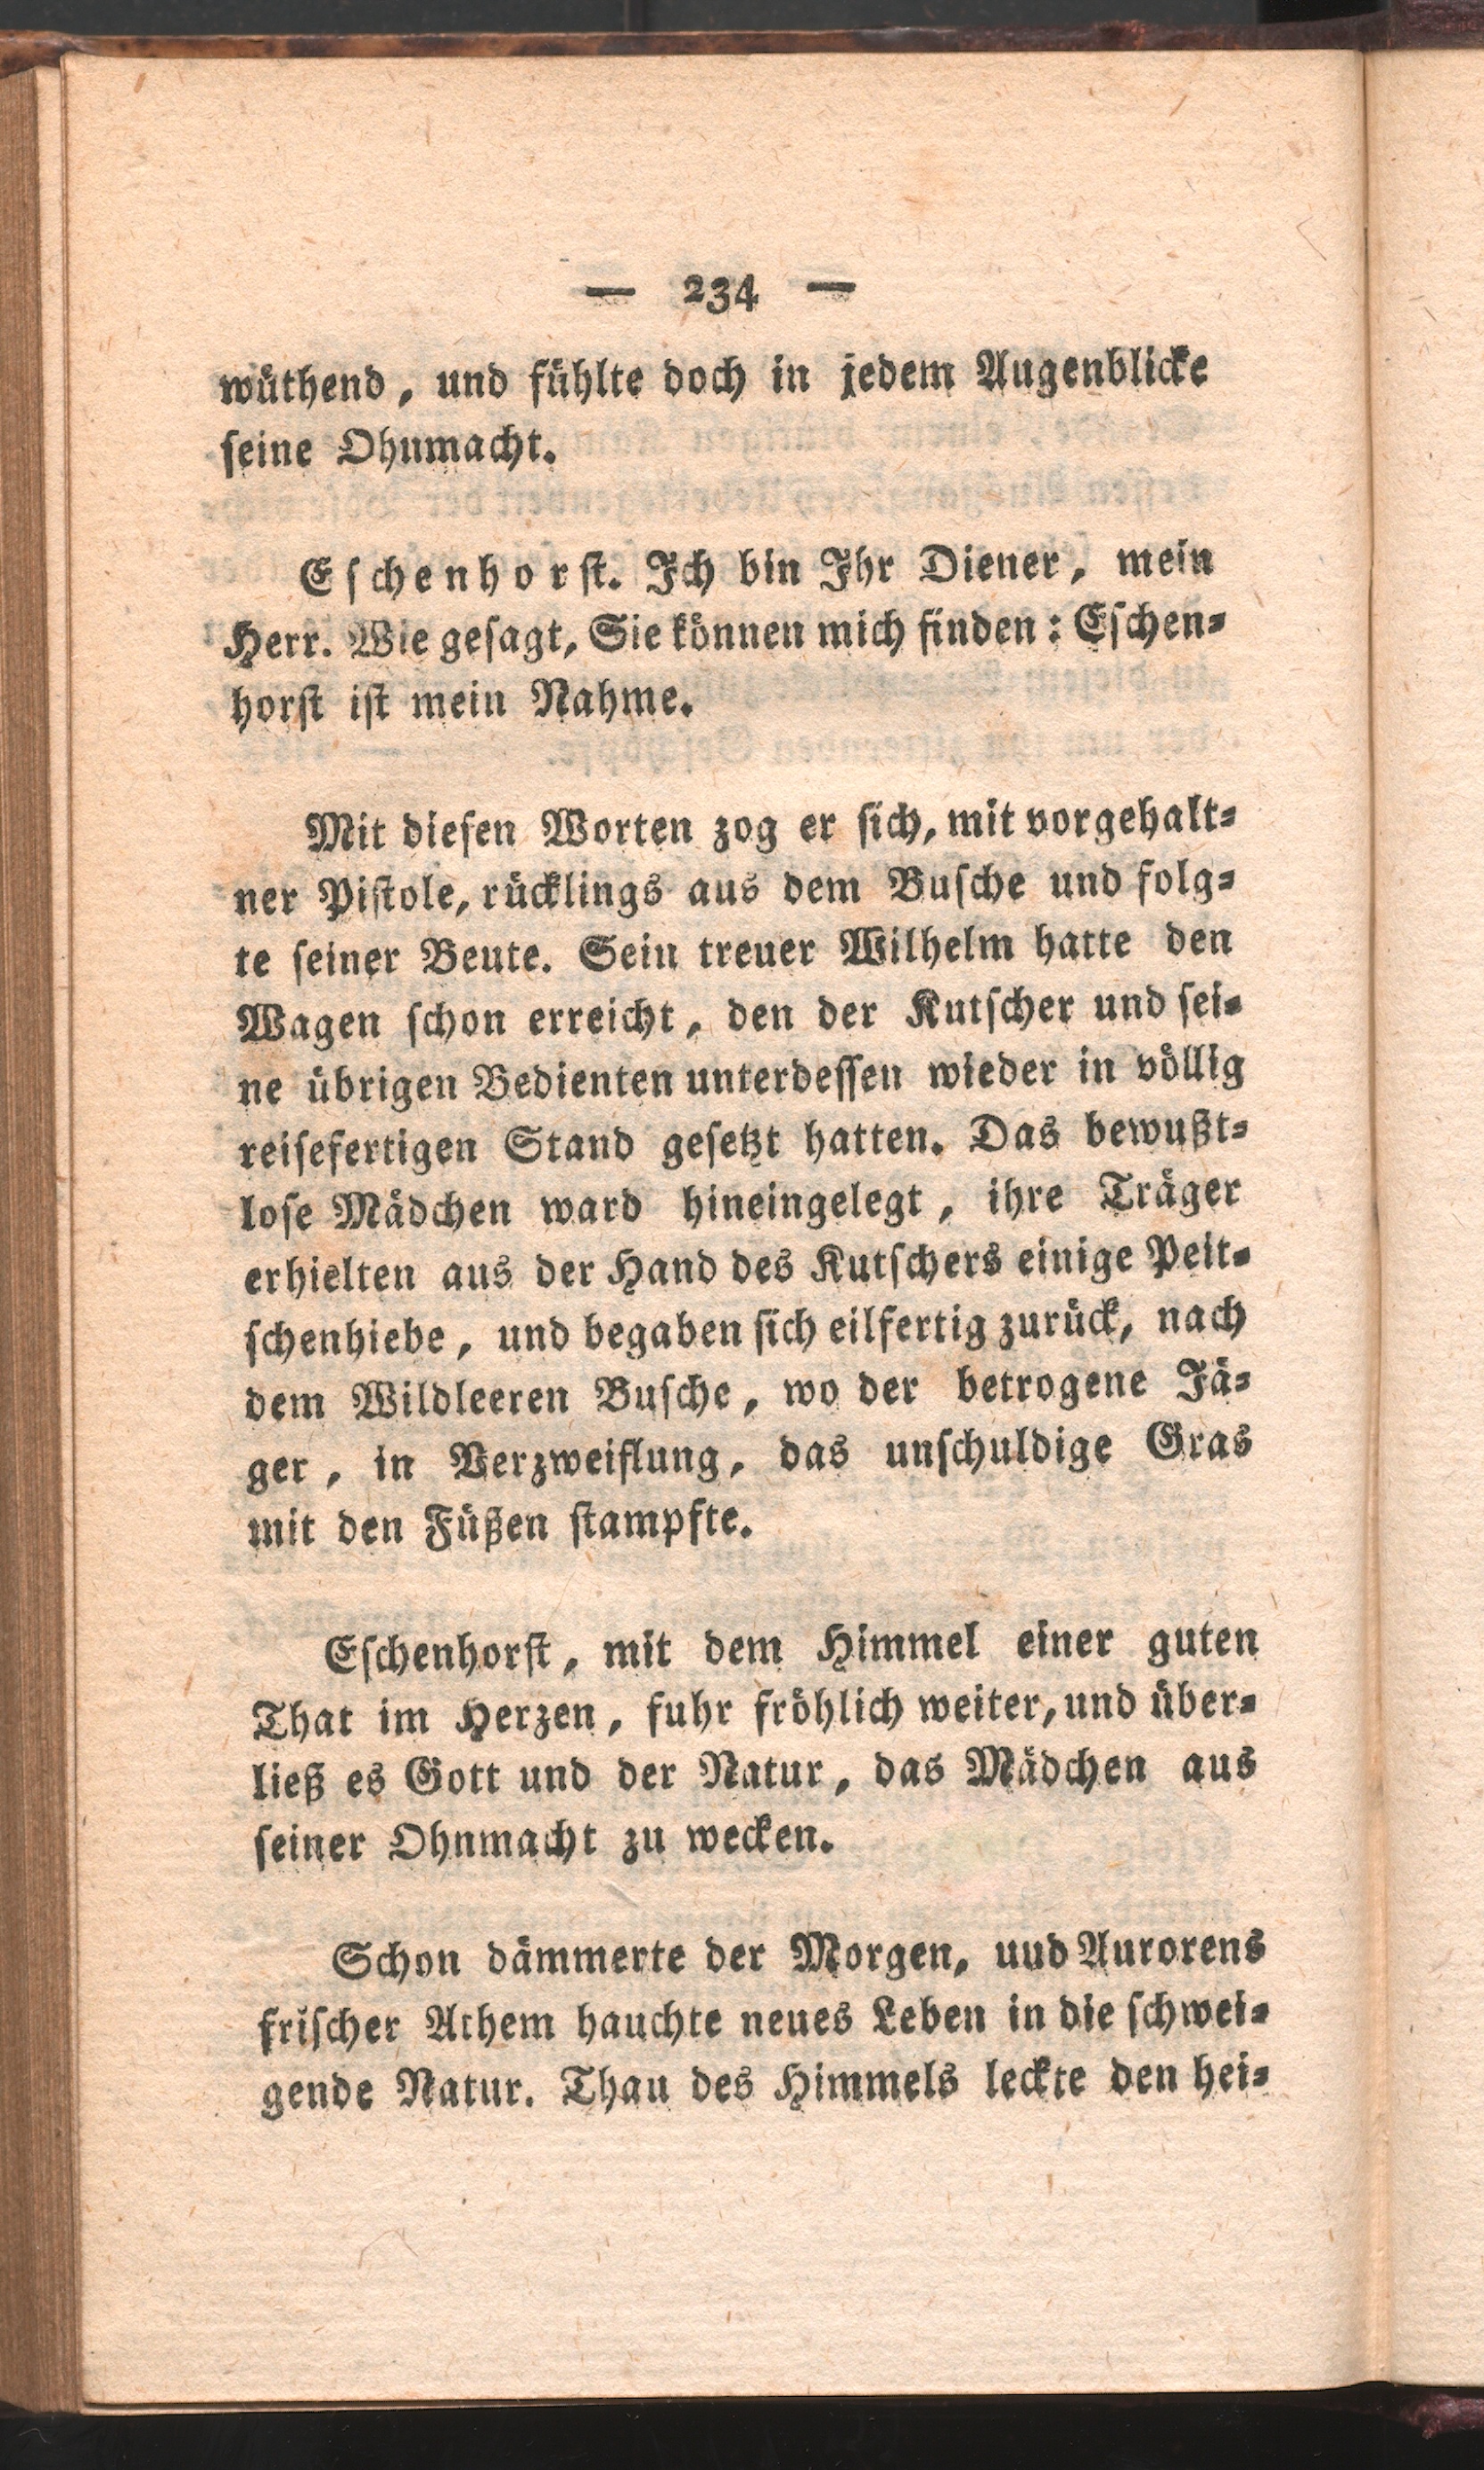 — 234 —
wüthend, und fühlte doch in jedem Augenblicke
ſeine Ohnmacht.
Eſchenhorſt. Ich bin Ihr Diener, mein
Herr. Wie geſagt, Sie können mich finden: Eſchen-
horſt iſt mein Nahme.
Mit dieſen Worten zog er ſich, mit vorgehalt-
ner Piſtole, rücklings aus dem Buſche und folg-
te ſeiner Beute. Sein treuer Wilhelm hatte den
Wagen ſchon erreicht, den der Kutſcher und ſei-
ne übrigen Bedienten unterdeſſen wieder in völlig
reiſefertigen Stand geſetzt hatten. Das bewußt-
loſe Mädchen ward hineingelegt, ihre Träger
erhielten aus der Hand des Kutſchers einige Peit-
ſchenhiebe, und begaben ſich eilfertig zurück, nach
dem Wildleeren Buſche, wo der betrogene Jä-
ger, in Verzweiflung, das unſchuldige Gras
mit den Füßen ſtampfte.
Eſchenhorſt, mit dem Himmel einer guten
That im Herzen, fuhr fröhlich weiter, und über-
ließ es Gott und der Natur, das Mädchen aus
ſeiner Ohnmacht zu wecken.
Schon dämmerte der Morgen, uud Aurorens
friſcher Athem hauchte neues Leben in die ſchwei-
gende Natur. Thau des Himmels leckte den hei-